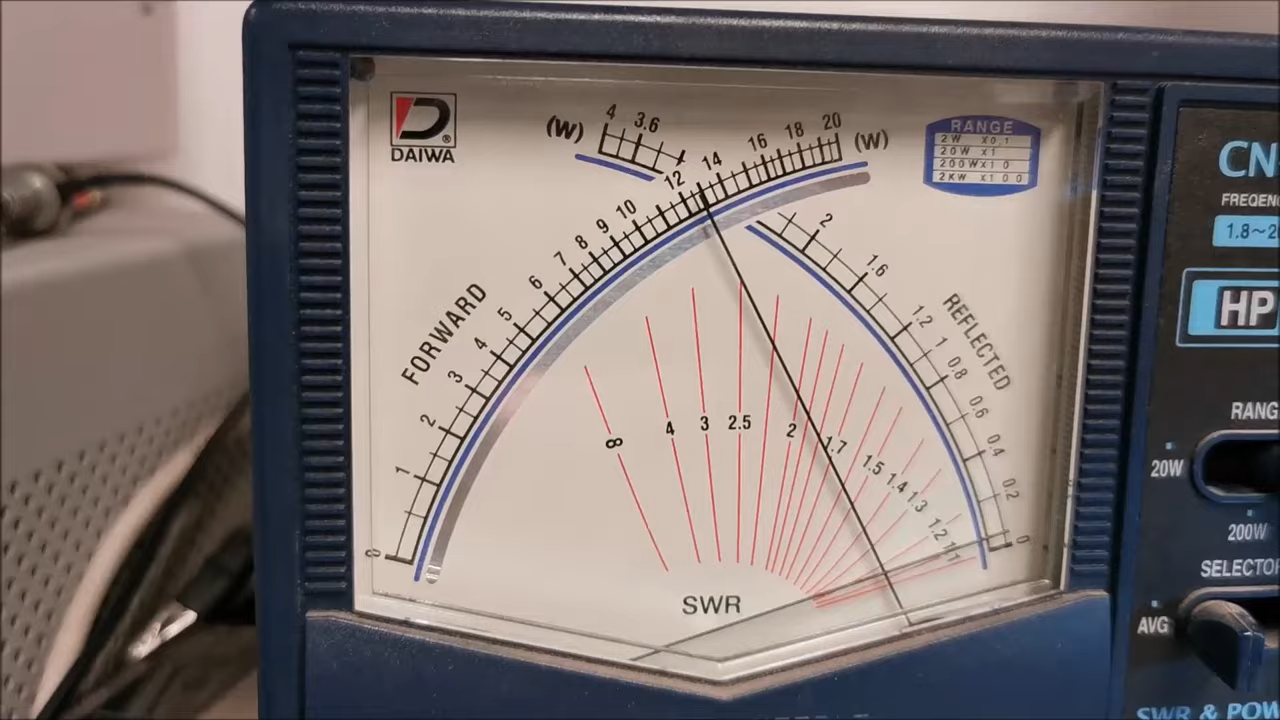 DAIWA
(W) 4 3.6
12 14 16 18 20 (W)
0 1 2 3 4 5 6 7 8 9 10
FORWARD
2 1.6 1.2 1 0.8 0.6 0.4 0.2 0
REFLECTED
∞ 4 3 2.5 2 1.7 1.5 1.4 1.3 1.2 1.1
SWR
RANGE
2W X0.1
20W X1
200W X10
2KW X100
CN
1.8~2
HP
RANG
20W
200W
SELECTOR
AVG
SWR & POW